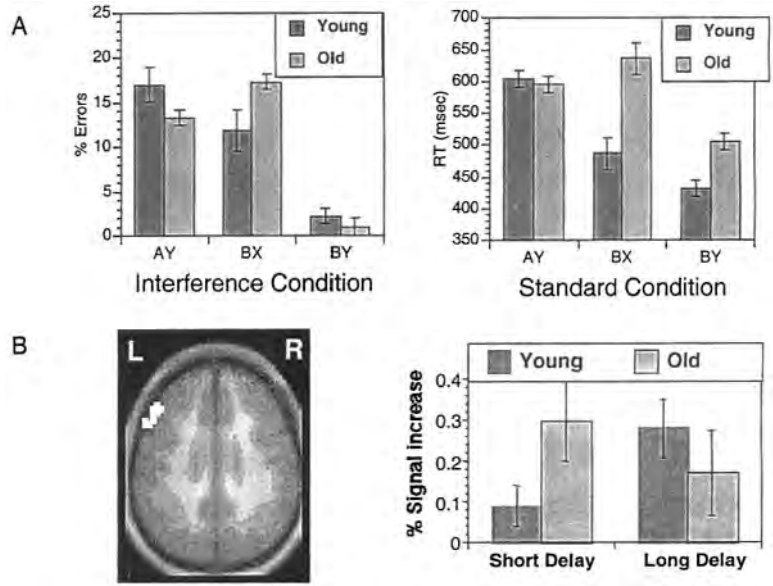 A
25
20
15
10
5
0
% Errors
Young
Old
AY BX BY
Interference Condition
700
650
600
550
500
450
400
350
RT (msec)
Young
Old
AY BX BY
Standard Condition
B
L R
Young Old
0.4
0.3
0.2
0.1
0
% Signal increase
Short Delay Long Delay